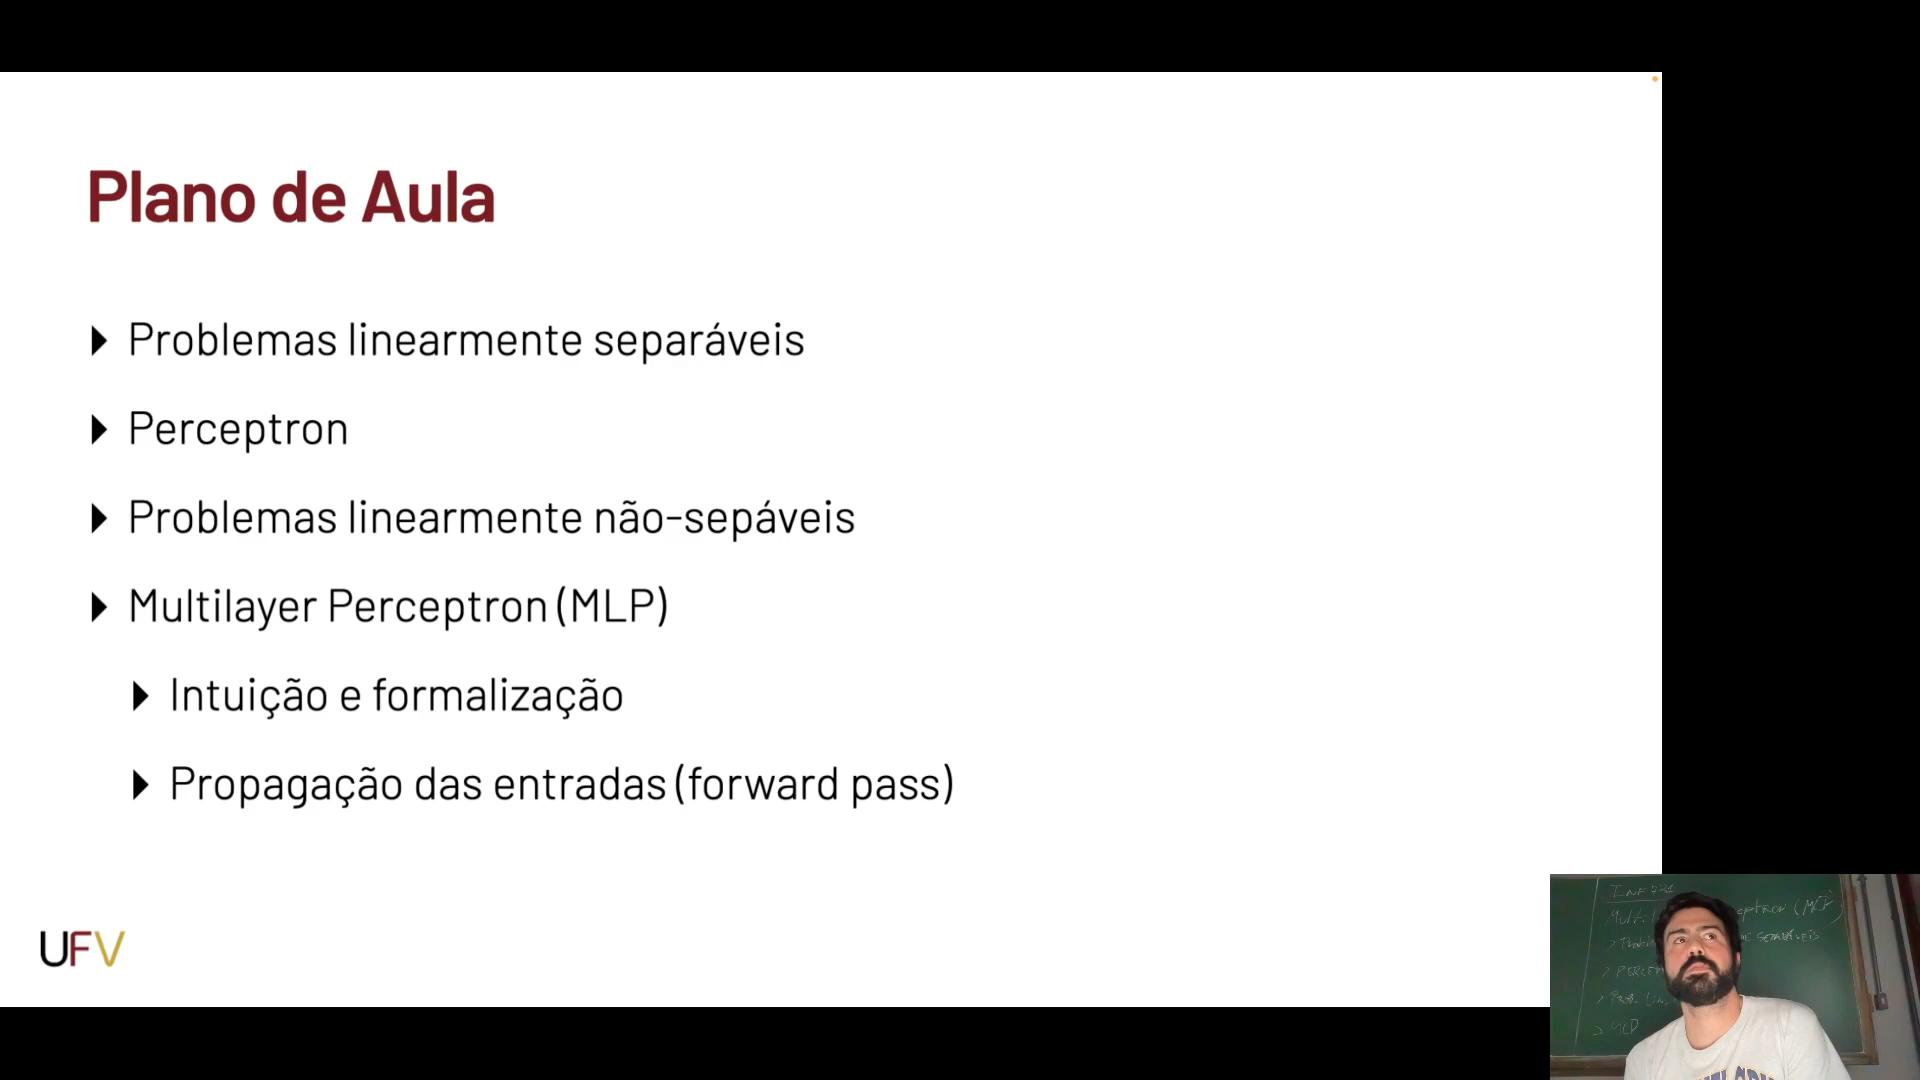 Plano de Aula
Problemas linearmente separáveis
Perceptron
Problemas linearmente não-sepáveis
Multilayer Perceptron (MLP)
Intuição e formalização
Propagação das entradas (forward pass)
UFV